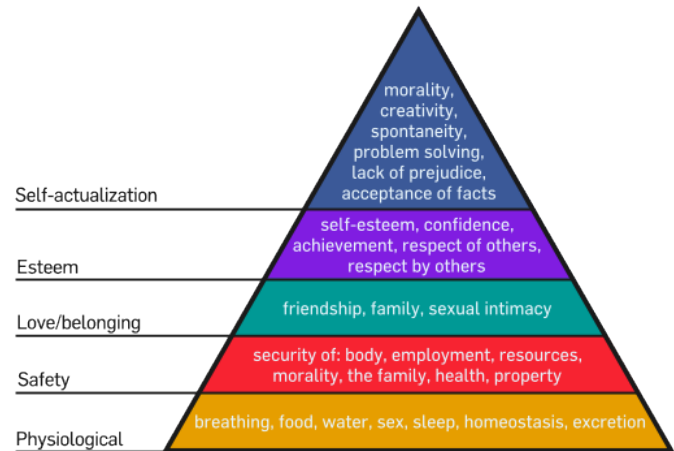 morality,
creativity,
spontaneity,
problem solving,
lack of prejudice,
acceptance of facts
Self-actualization
self-esteem, confidence,
achievement, respect of others,
respect by others
Esteem
friendship, family, sexual intimacy
Love/belonging
security of: body, employment, resources,
morality, the family, health, property
Safety
breathing, food, water, sex, sleep, homeostasis, excretion
Physiological